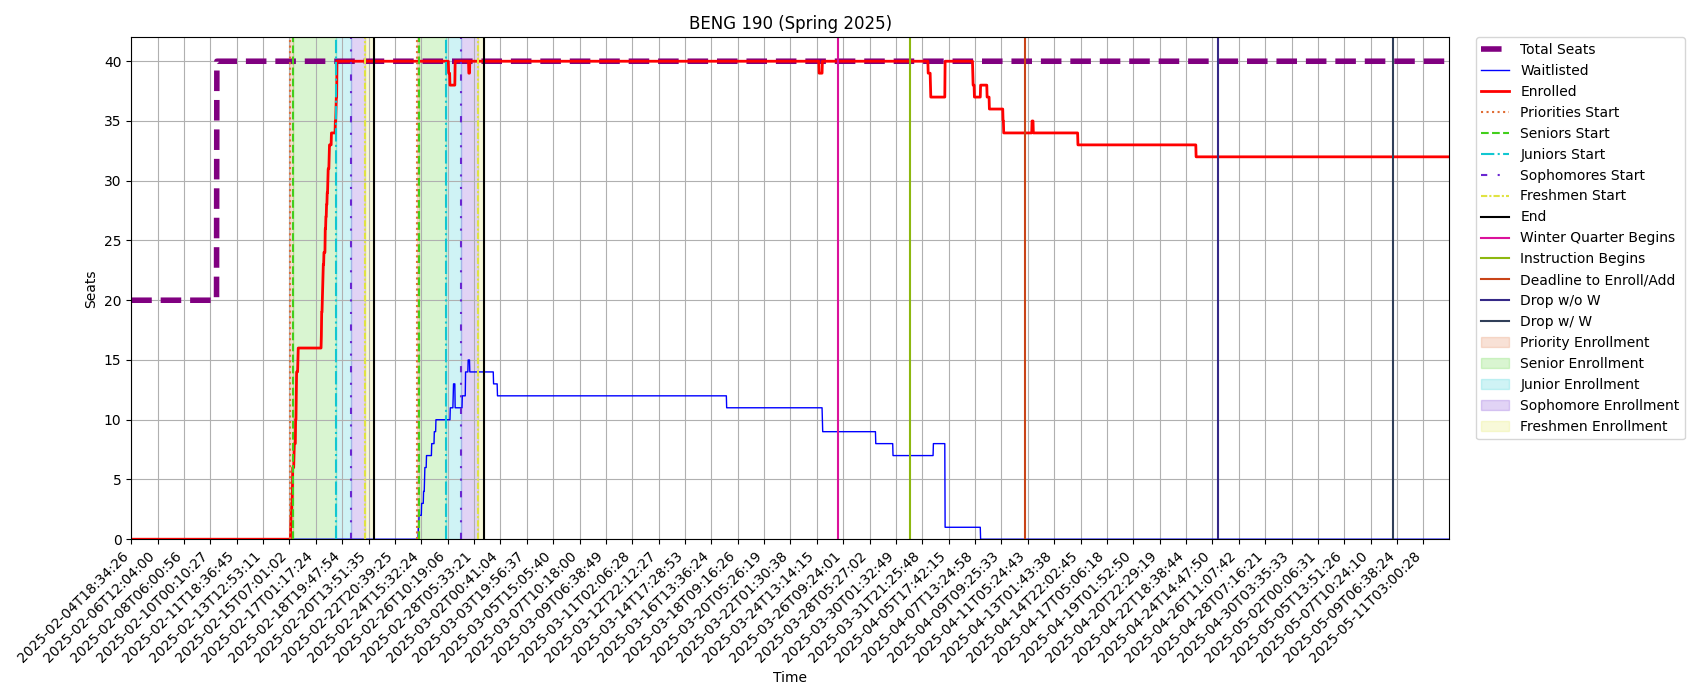 BENG 190 (Spring 2025)
Seats
40
35
30
25
20
15
10
5
0
2025-02-04T18:34:26
2025-02-06T12:04:00
2025-02-08T06:00:56
2025-02-10T00:10:27
2025-02-11T18:36:45
2025-02-13T12:53:11
2025-02-15T07:01:02
2025-02-17T01:17:24
2025-02-18T19:47:54
2025-02-20T13:51:35
2025-02-22T20:39:25
2025-02-24T15:32:24
2025-02-26T10:19:06
2025-02-28T05:33:21
2025-03-02T00:41:04
2025-03-03T19:56:37
2025-03-05T15:05:40
2025-03-07T10:18:00
2025-03-09T06:38:49
2025-03-11T02:06:28
2025-03-12T22:12:27
2025-03-14T17:28:53
2025-03-16T13:36:24
2025-03-18T09:16:26
2025-03-20T05:26:19
2025-03-22T01:30:38
2025-03-24T13:14:15
2025-03-26T09:24:01
2025-03-28T05:27:02
2025-03-30T01:32:49
2025-03-31T21:25:48
2025-04-05T17:42:15
2025-04-07T13:24:58
2025-04-09T09:25:33
2025-04-11T05:24:43
2025-04-13T01:43:38
2025-04-14T22:02:45
2025-04-17T05:06:18
2025-04-19T01:52:50
2025-04-20T22:29:19
2025-04-22T18:38:44
2025-04-24T14:47:50
2025-04-26T11:07:42
2025-04-28T07:16:21
2025-04-30T03:35:33
2025-05-02T00:06:31
2025-05-05T13:51:26
2025-05-07T10:24:10
2025-05-09T06:38:24
2025-05-11T03:00:28
Time
Total Seats
Waitlisted
Enrolled
Priorities Start
Seniors Start
Juniors Start
Sophomores Start
Freshmen Start
End
Winter Quarter Begins
Instruction Begins
Deadline to Enroll/Add
Drop w/o W
Drop w/ W
Priority Enrollment
Senior Enrollment
Junior Enrollment
Sophomore Enrollment
Freshmen Enrollment